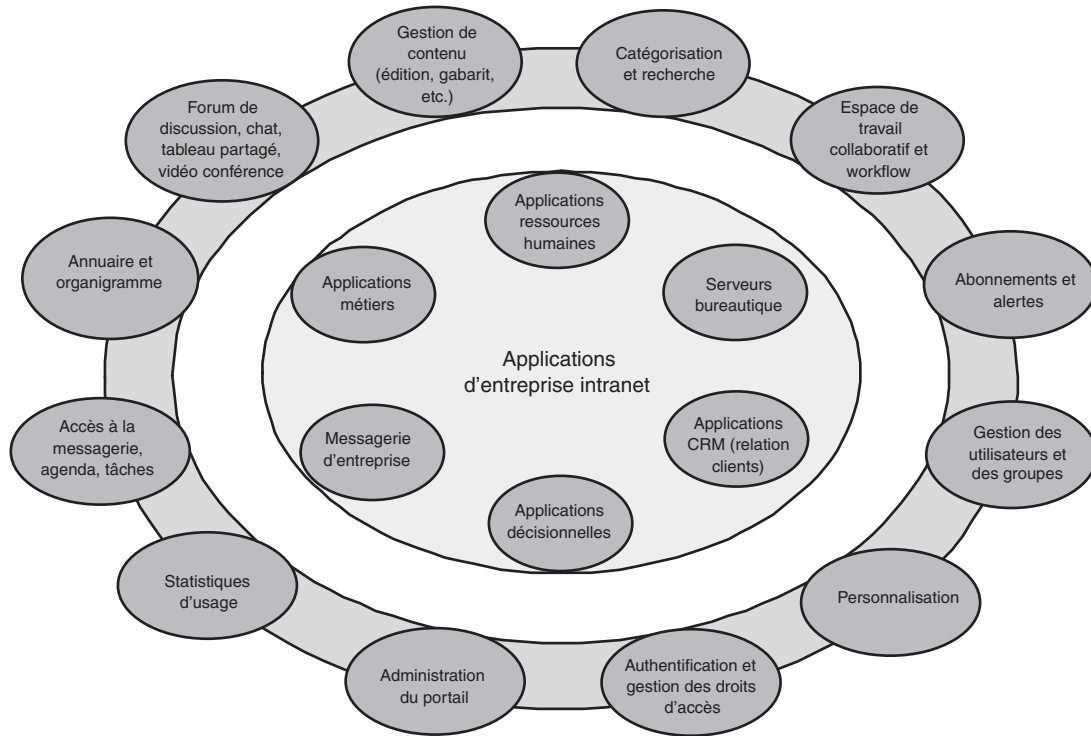 Gestion de
contenu
(édition, gabarit,
etc.)
Catégorisation
et recherche
Forum de
discussion, chat,
tableau partagé,
vidéo conférence
Espace de
travail
collaboratif et
workflow
Applications
ressources
humaines
Annuaire et
organigramme
Applications
métiers
Serveurs
bureautique
Abonnements et
alertes
Applications
d'entreprise intranet
Accès à la
messagerie,
agenda, tâches
Messagerie
d'entreprise
Applications
CRM (relation
clients)
Gestion des
utilisateurs et
des groupes
Applications
décisionnelles
Statistiques
d'usage
Personnalisation
Administration
du portail
Authentification et
gestion des droits
d'accès